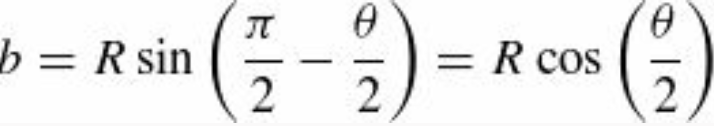 b = R sin (π/2 − θ/2) = R cos (θ/2)